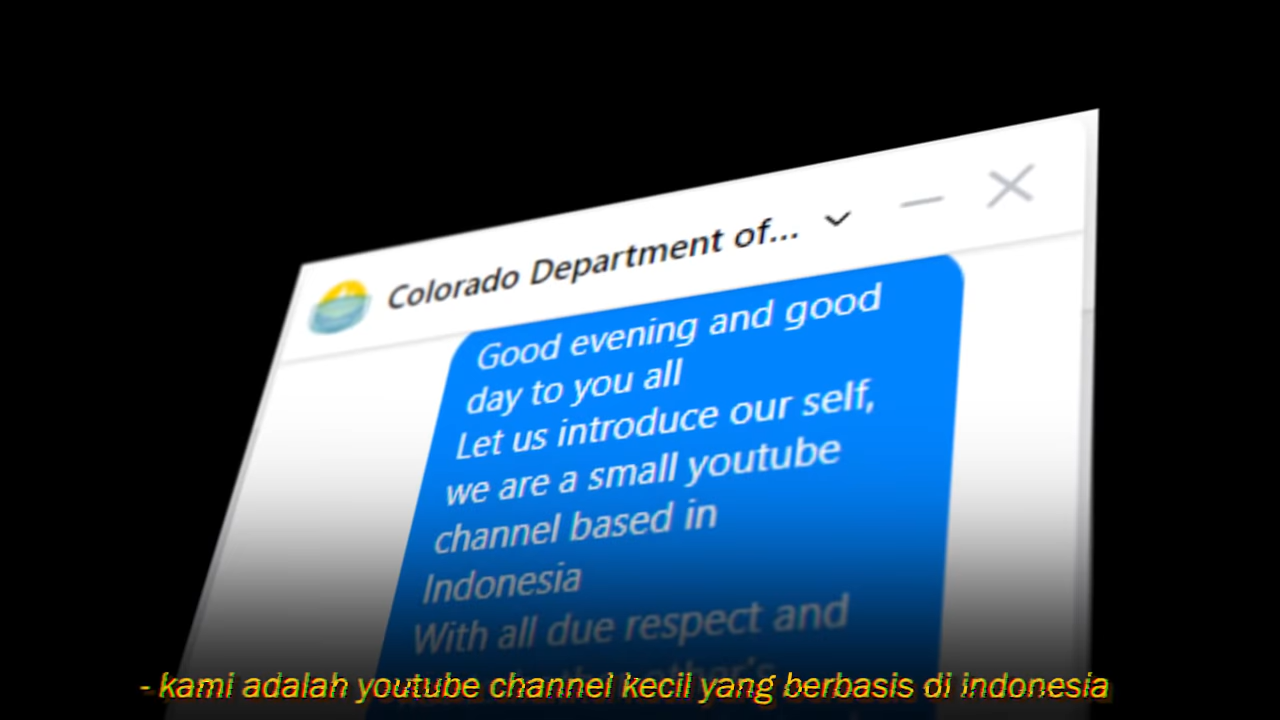 Colorado Department of...
Good evening and good
day to you all
Let us introduce our self,
we are a small youtube
channel based in
Indonesia
With all due respect and
- kami adalah youtube channel kecil yang berbasis di indonesia